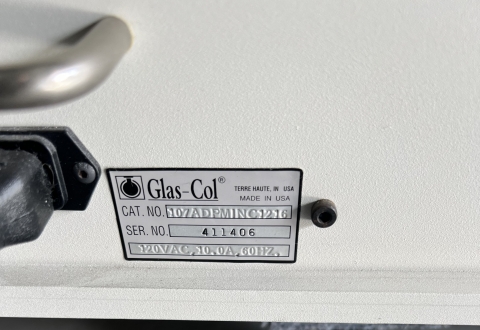 Glas-Col® TERRE HAUTE, IN USA
MADE IN USA
CAT. NO. 107ADPMINC1216
SER. NO. 411406
120VAC, 10.0A, 60HZ.